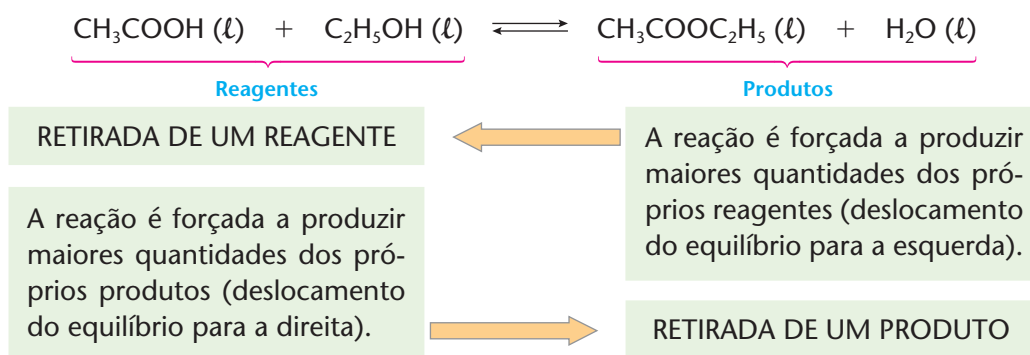 CH₃COOH (ℓ) + C₂H₅OH (ℓ) ⇌ CH₃COOC₂H₅ (ℓ) + H₂O (ℓ)
Reagentes
Produtos
RETIRADA DE UM REAGENTE
A reação é forçada a produzir
maiores quantidades dos pró-
prios reagentes (deslocamento
do equilíbrio para a esquerda).
A reação é forçada a produzir
maiores quantidades dos pró-
prios produtos (deslocamento
do equilíbrio para a direita).
RETIRADA DE UM PRODUTO